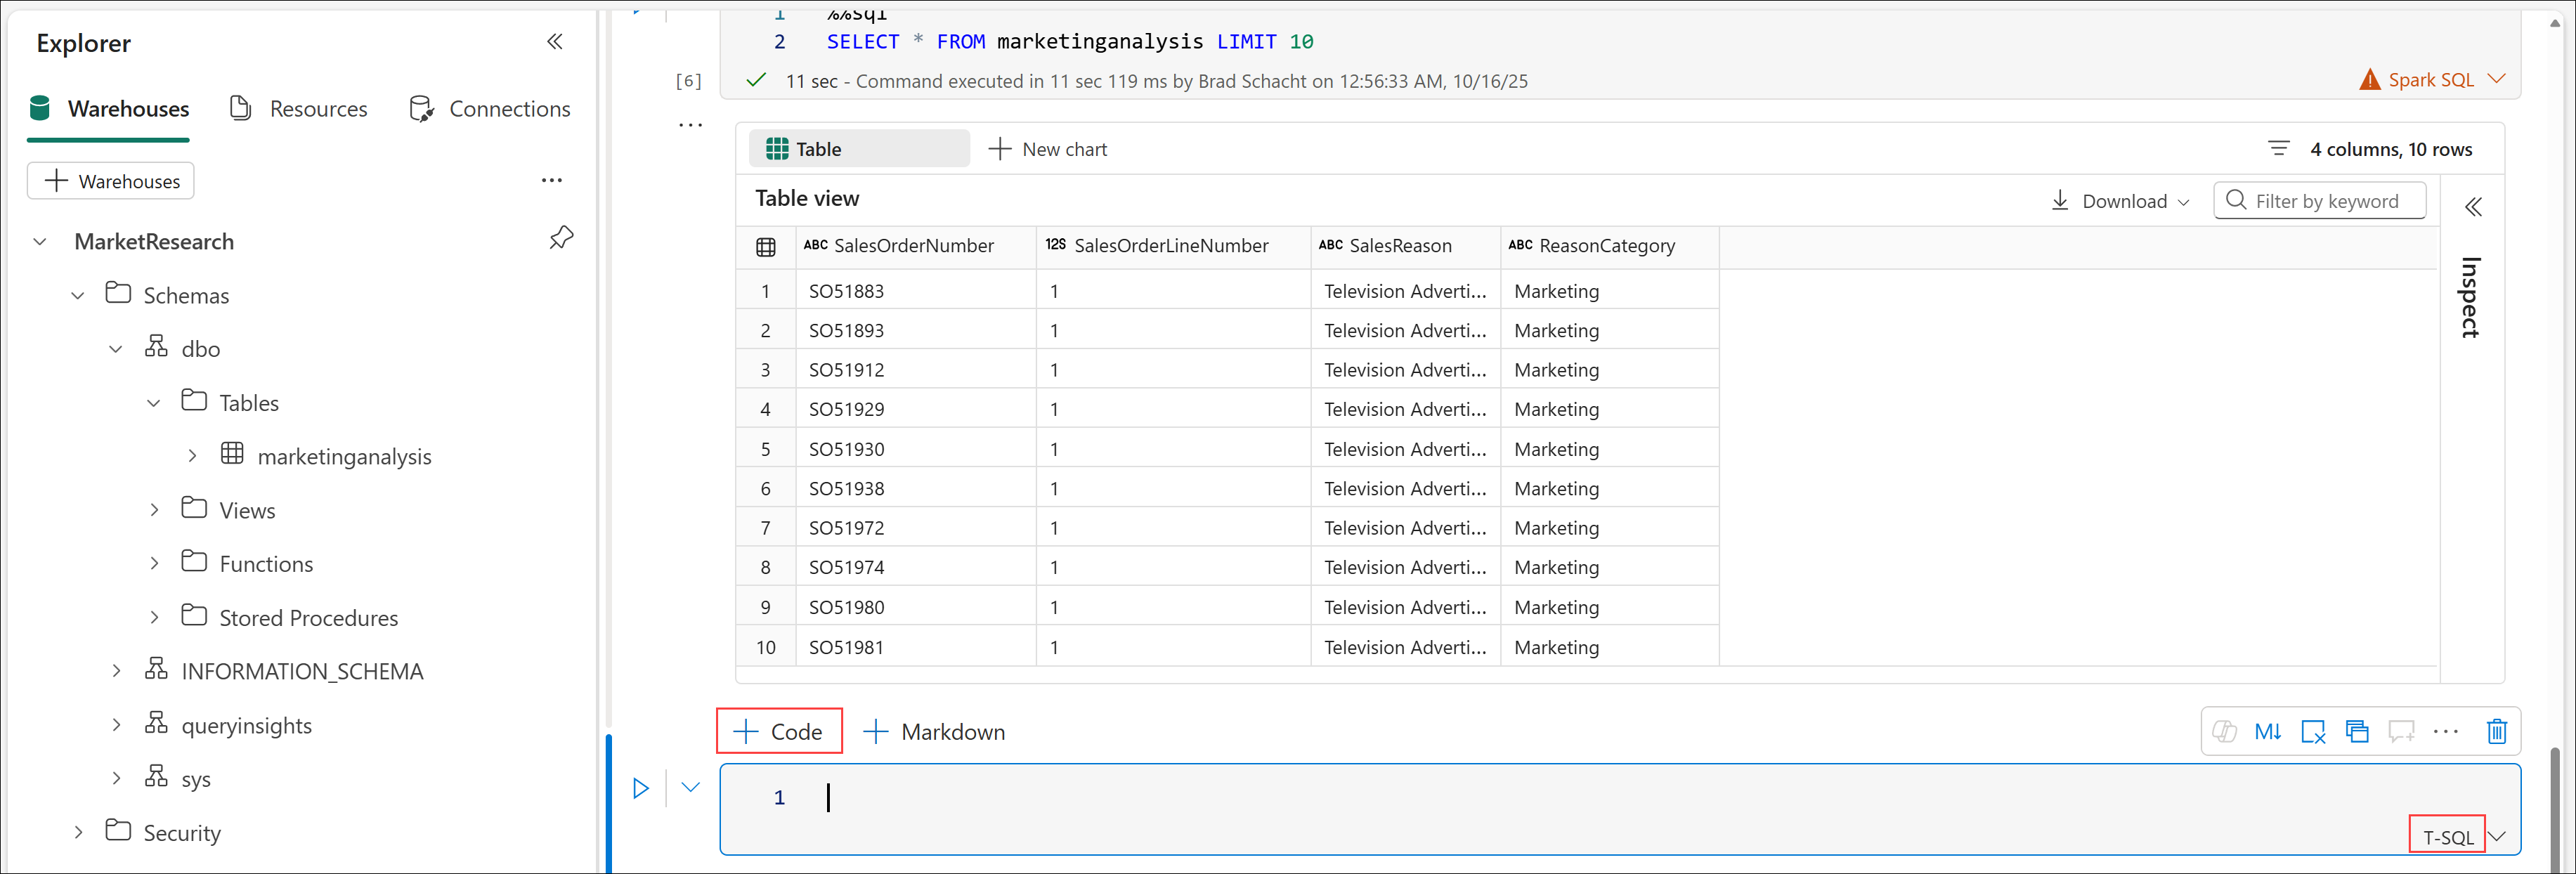 Explorer
Warehouses
Resources
Connections
Warehouses
MarketResearch
Schemas
dbo
Tables
marketinganalysis
Views
Functions
Stored Procedures
INFORMATION_SCHEMA
queryinsights
sys
Security
1 %%sql
2 SELECT * FROM marketinganalysis LIMIT 10
[6] 11 sec - Command executed in 11 sec 119 ms by Brad Schacht on 12:56:33 AM, 10/16/25 Spark SQL
Table New chart 4 columns, 10 rows
Table view Download Filter by keyword
Inspect
ABC SalesOrderNumber 12S SalesOrderLineNumber ABC SalesReason ABC ReasonCategory
1 SO51883 1 Television Adverti... Marketing
2 SO51893 1 Television Adverti... Marketing
3 SO51912 1 Television Adverti... Marketing
4 SO51929 1 Television Adverti... Marketing
5 SO51930 1 Television Adverti... Marketing
6 SO51938 1 Television Adverti... Marketing
7 SO51972 1 Television Adverti... Marketing
8 SO51974 1 Television Adverti... Marketing
9 SO51980 1 Television Adverti... Marketing
10 SO51981 1 Television Adverti... Marketing
Code Markdown M↓
1
T-SQL